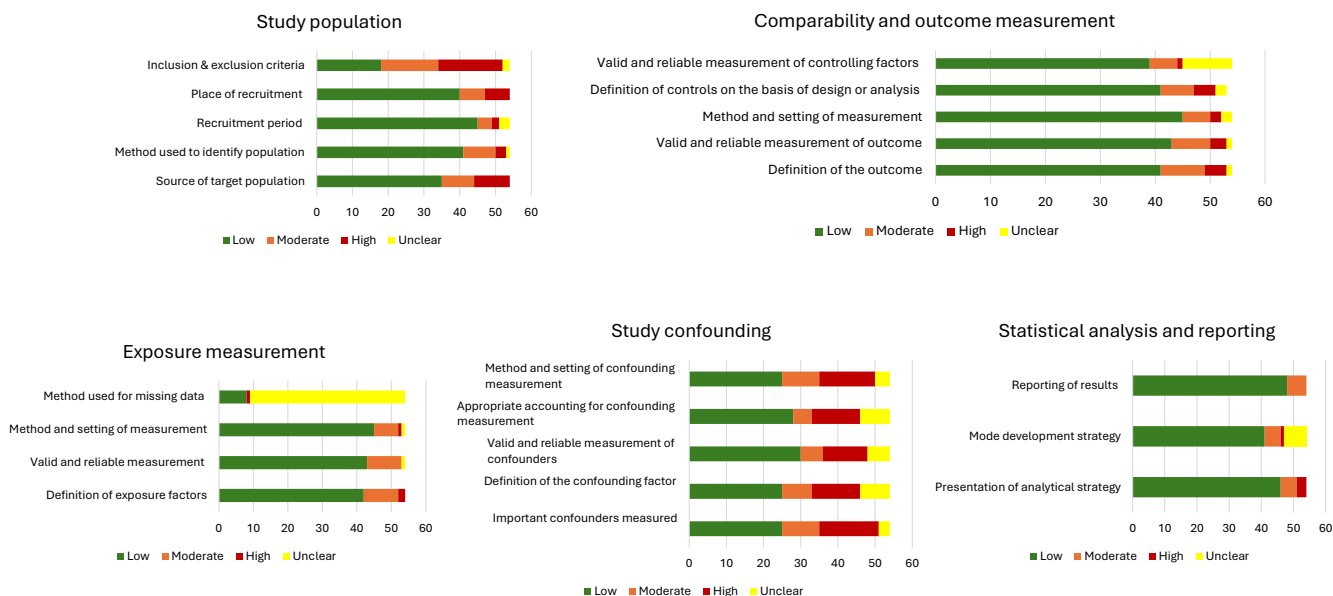 Study population
Inclusion & exclusion criteria
Place of recruitment
Recruitment period
Method used to identify population
Source of target population
0 10 20 30 40 50 60
Low Moderate High Unclear
Comparability and outcome measurement
Valid and reliable measurement of controlling factors
Definition of controls on the basis of design or analysis
Method and setting of measurement
Valid and reliable measurement of outcome
Definition of the outcome
0 10 20 30 40 50 60
Low Moderate High Unclear
Exposure measurement
Method used for missing data
Method and setting of measurement
Valid and reliable measurement
Definition of exposure factors
0 10 20 30 40 50 60
Low Moderate High Unclear
Study confounding
Method and setting of confounding
measurement
Appropriate accounting for confounding
measurement
Valid and reliable measurement of
confounders
Definition of the confounding factor
Important confounders measured
0 10 20 30 40 50 60
Low Moderate High Unclear
Statistical analysis and reporting
Reporting of results
Mode development strategy
Presentation of analytical strategy
0 10 20 30 40 50 60
Low Moderate High Unclear